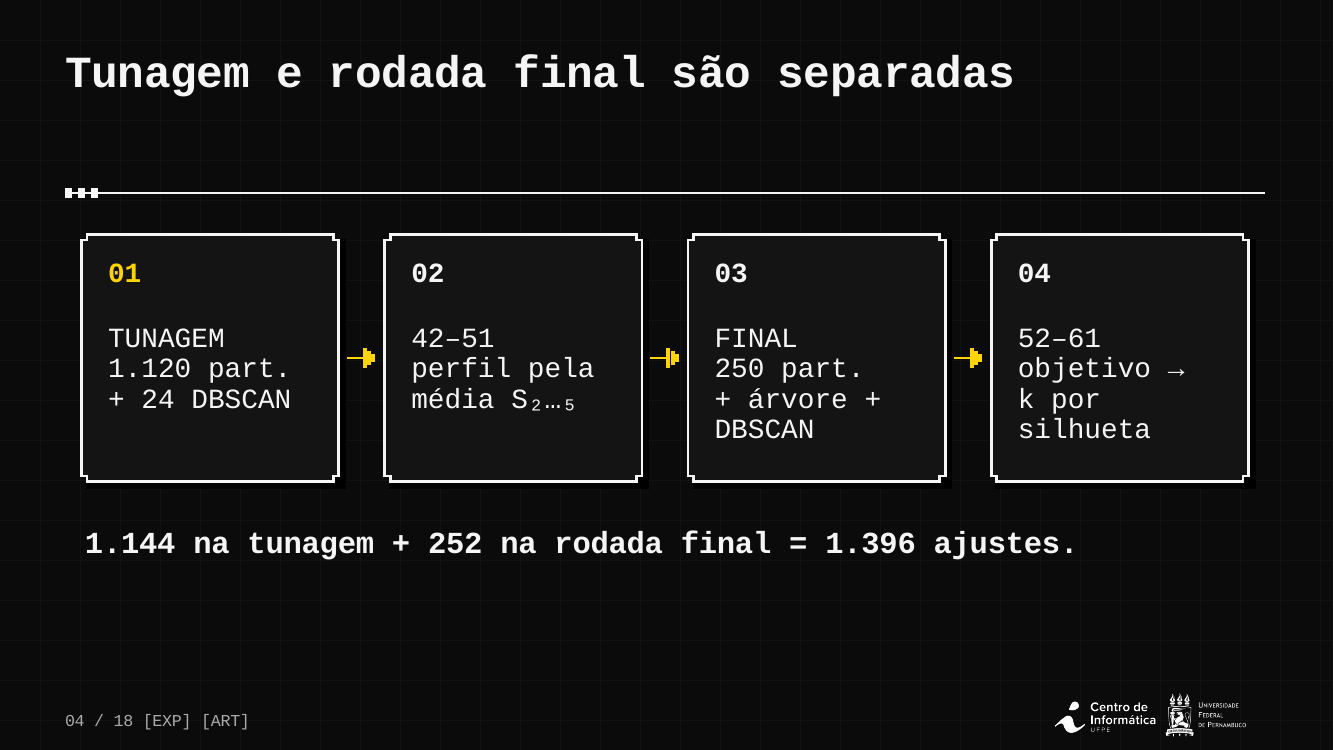 Tunagem e rodada final são separadas
01
TUNAGEM
1.120 part.
+ 24 DBSCAN
02
42–51
perfil pela
média S₂…₅
03
FINAL
250 part.
+ árvore +
DBSCAN
04
52–61
objetivo →
k por
silhueta
1.144 na tunagem + 252 na rodada final = 1.396 ajustes.
04 / 18 [EXP] [ART]
Centro de
Informática
UFPE
Universidade
Federal
de Pernambuco